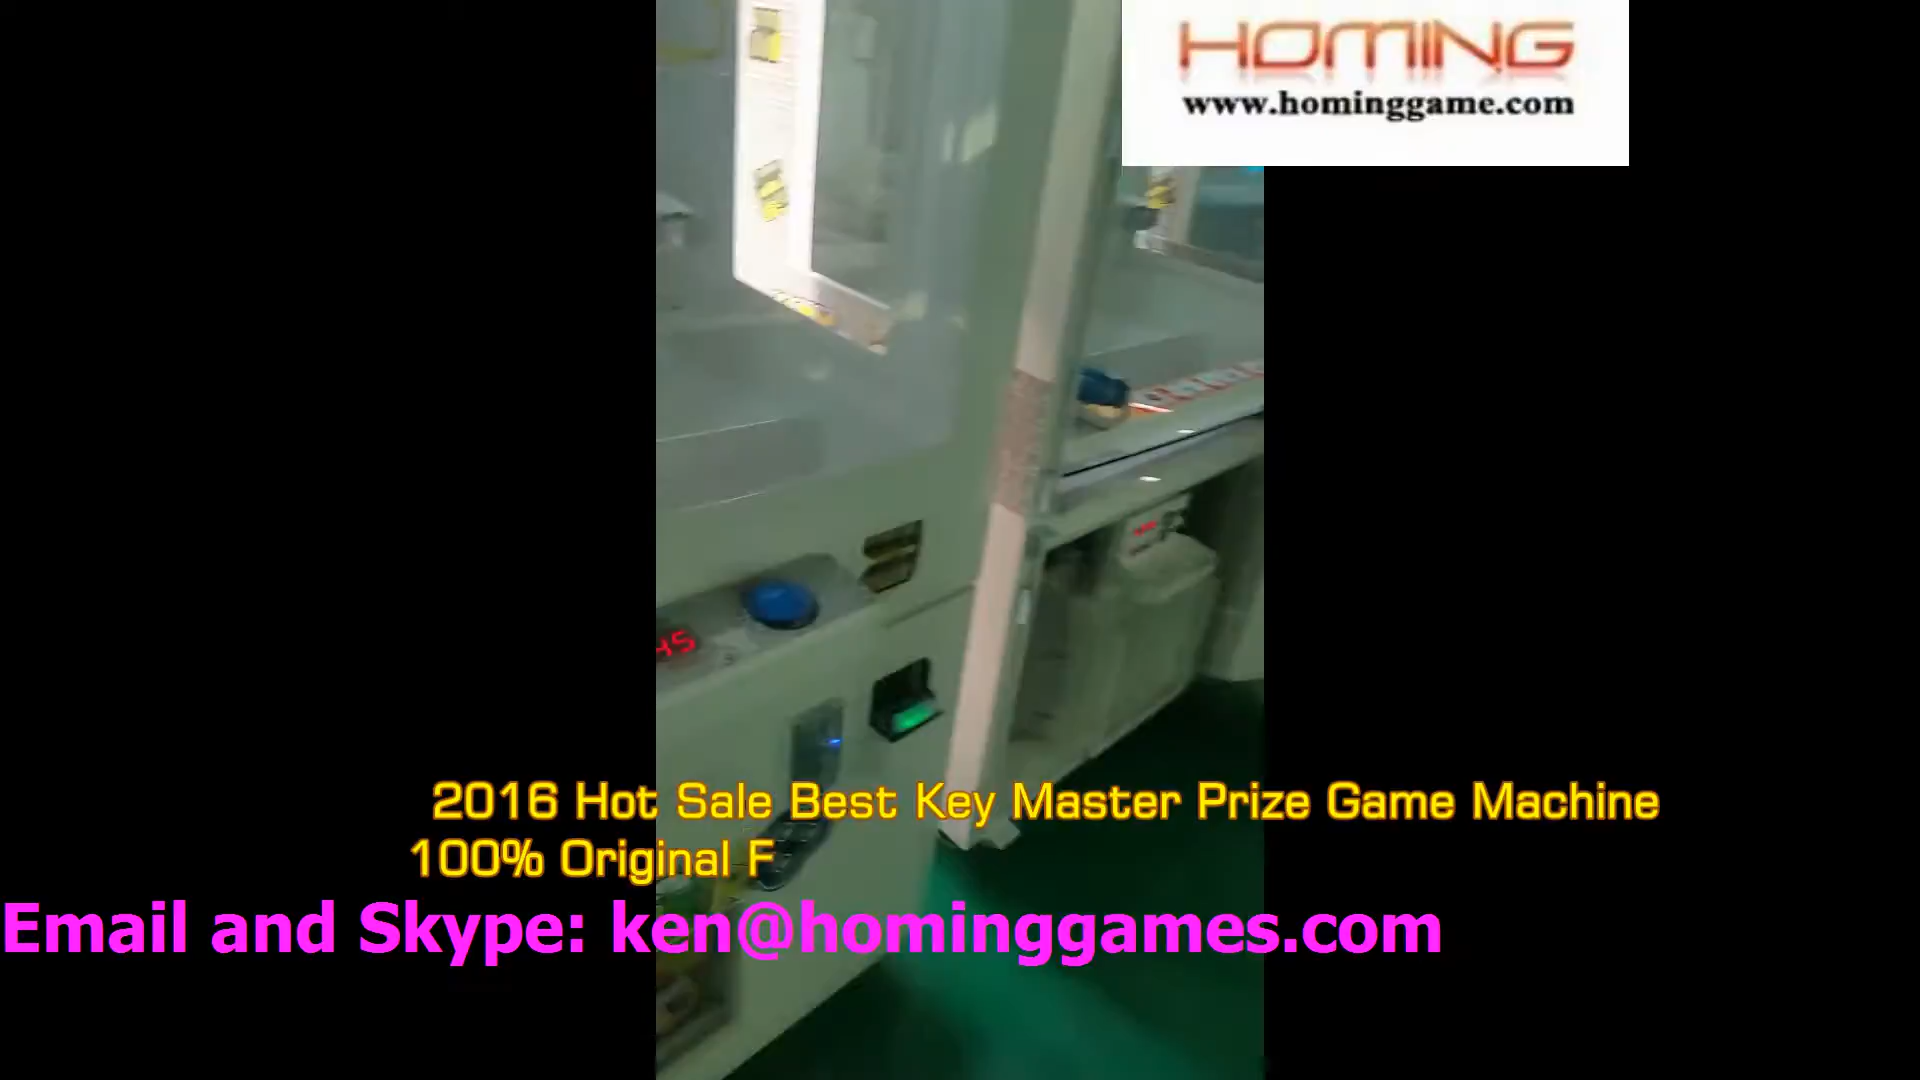 HOMING
www.hominggame.com
45
2016 Hot Sale Best Key Master Prize Game Machine
100% Original F
Email and Skype: ken@hominggames.com